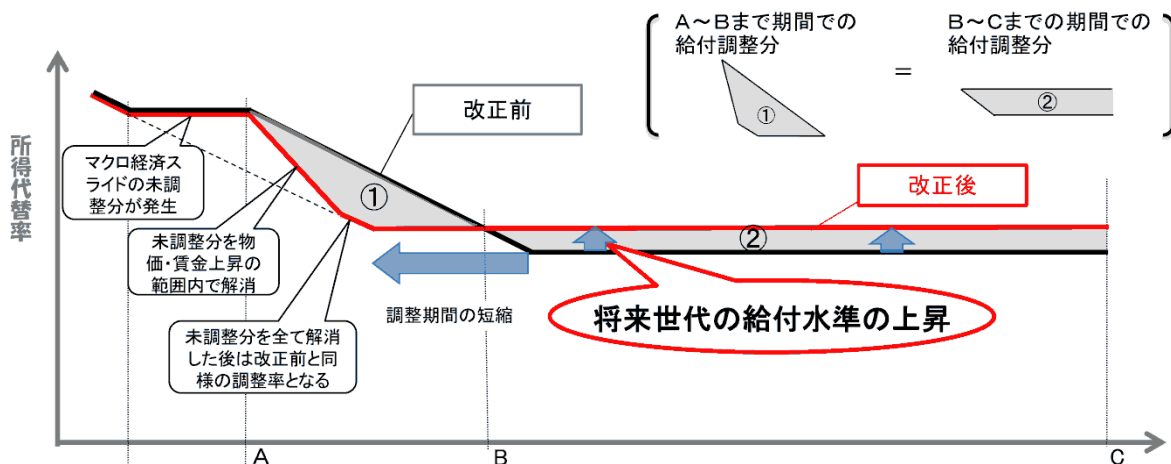 A～Bまで期間での
給付調整分
①
＝
B～Cまでの期間での
給付調整分
②
所得代替率
改正前
改正後
マクロ経済ス
ライドの未調
整分が発生
①
②
未調整分を物
価・賃金上昇の
範囲内で解消
調整期間の短縮
将来世代の給付水準の上昇
未調整分を全て解消
した後は改正前と同
様の調整率となる
A
B
C